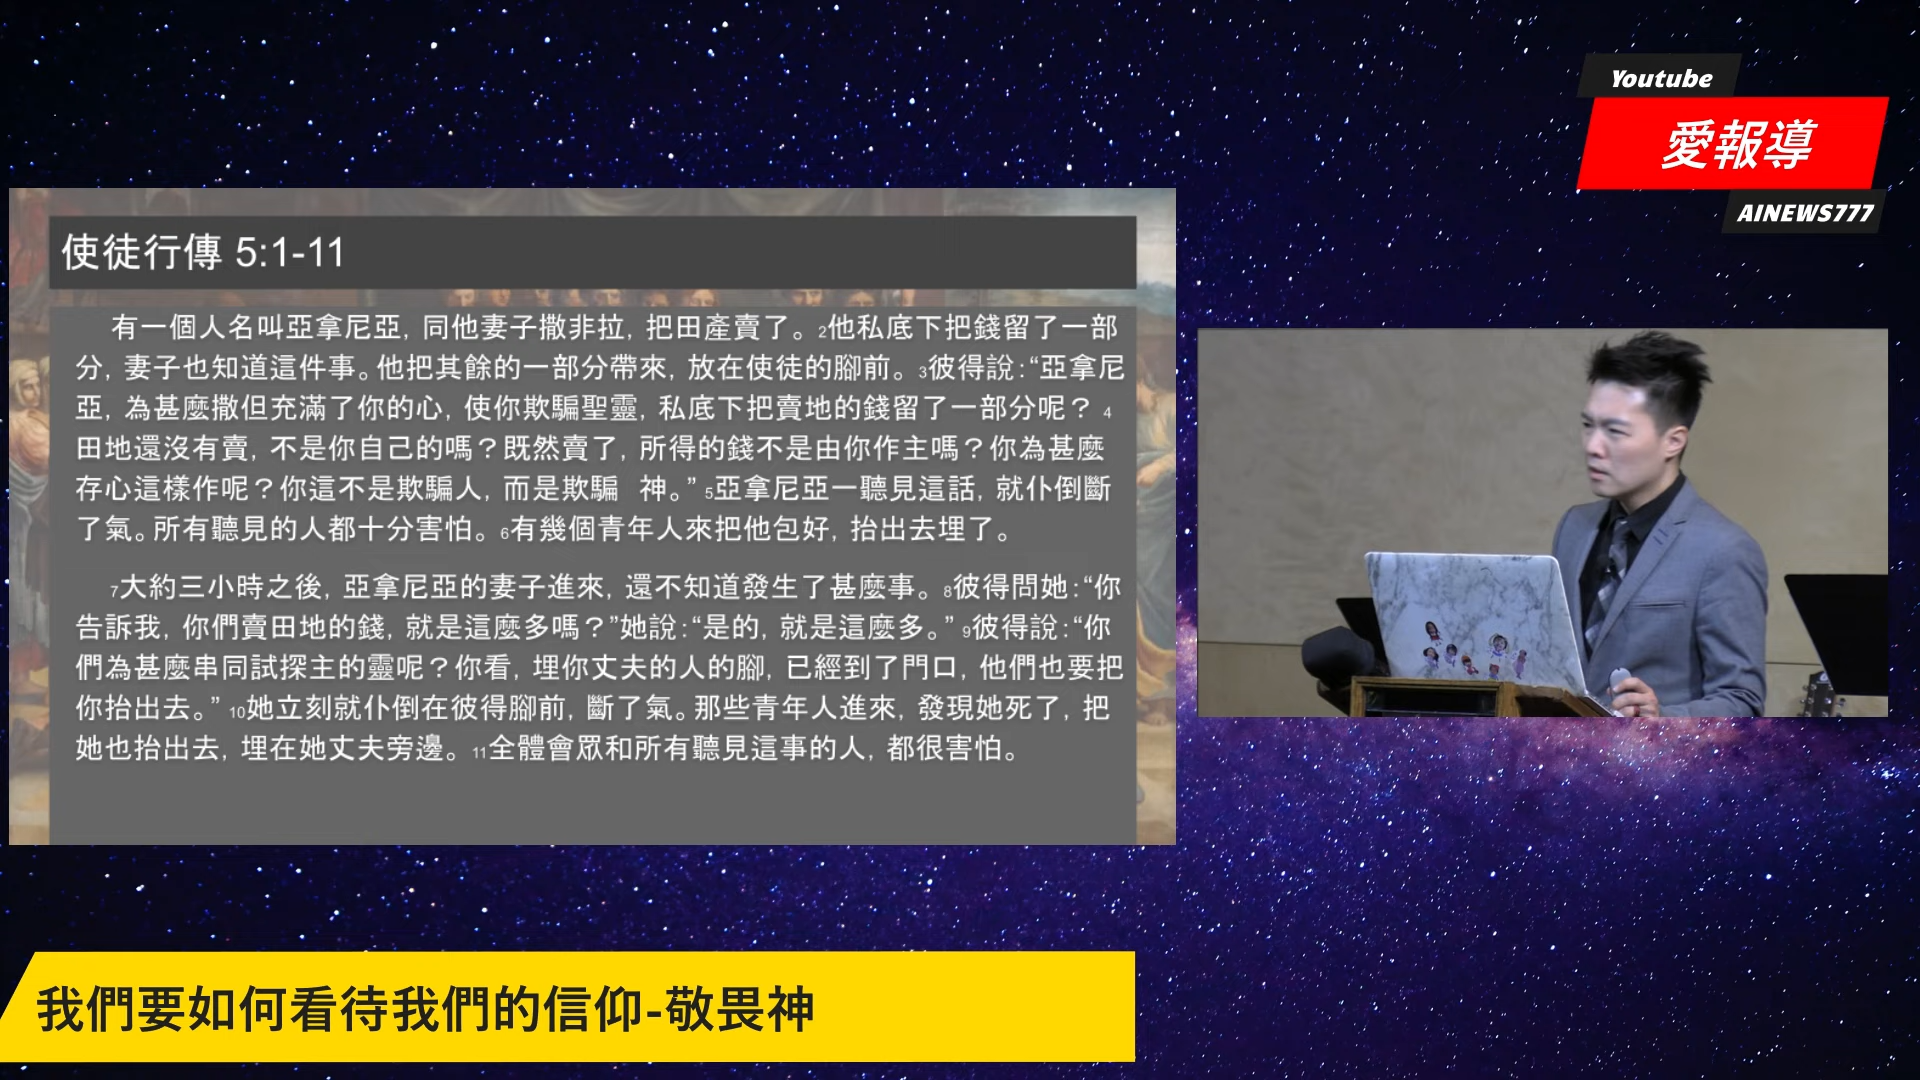 Youtube
愛報導
AINEWS777
使徒行傳 5:1-11
有一個人名叫亞拿尼亞, 同他妻子撒非拉, 把田產賣了。2他私底下把錢留了一部
分, 妻子也知道這件事。他把其餘的一部分帶來, 放在使徒的腳前。3彼得說:“亞拿尼
亞, 為甚麼撒但充滿了你的心, 使你欺騙聖靈, 私底下把賣地的錢留了一部分呢？4
田地還沒有賣, 不是你自己的嗎？既然賣了, 所得的錢不是由你作主嗎？你為甚麼
存心這樣作呢？你這不是欺騙人, 而是欺騙　神。” 5亞拿尼亞一聽見這話, 就仆倒斷
了氣。所有聽見的人都十分害怕。6有幾個青年人來把他包好, 抬出去埋了。
7大約三小時之後, 亞拿尼亞的妻子進來, 還不知道發生了甚麼事。8彼得問她:“你
告訴我, 你們賣田地的錢, 就是這麼多嗎？”她說:“是的, 就是這麼多。” 9彼得說:“你
們為甚麼串同試探主的靈呢？你看, 埋你丈夫的人的腳, 已經到了門口, 他們也要把
你抬出去。” 10她立刻就仆倒在彼得腳前, 斷了氣。那些青年人進來, 發現她死了, 把
她也抬出去, 埋在她丈夫旁邊。11全體會眾和所有聽見這事的人, 都很害怕。
我們要如何看待我們的信仰-敬畏神